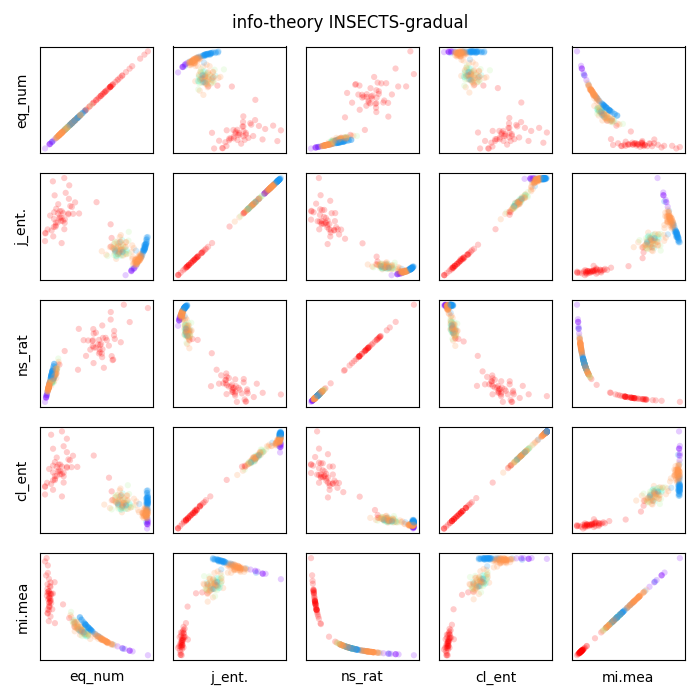 info-theory INSECTS-gradual
eq_num
j_ent.
ns_rat
cl_ent
mi.mea
eq_num
j_ent.
ns_rat
cl_ent
mi.mea